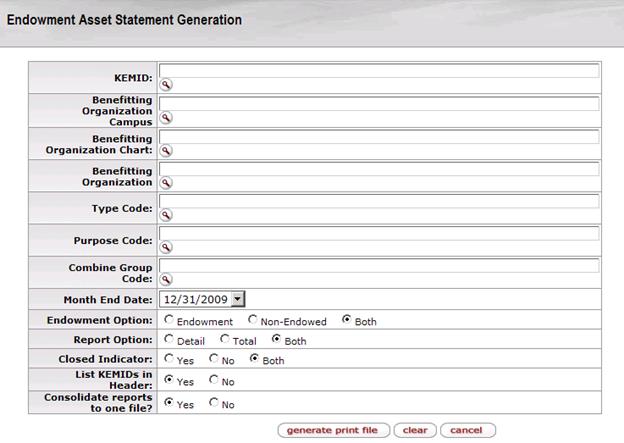 Endowment Asset Statement Generation
KEMID:
Benefitting
Organization
Campus
Benefitting
Organization Chart:
Benefitting
Organization
Type Code:
Purpose Code:
Combine Group
Code:
Month End Date: 12/31/2009
Endowment Option: Endowment Non-Endowed Both
Report Option: Detail Total Both
Closed Indicator: Yes No Both
List KEMIDs in
Header: Yes No
Consolidate reports
to one file? Yes No
generate print file clear cancel